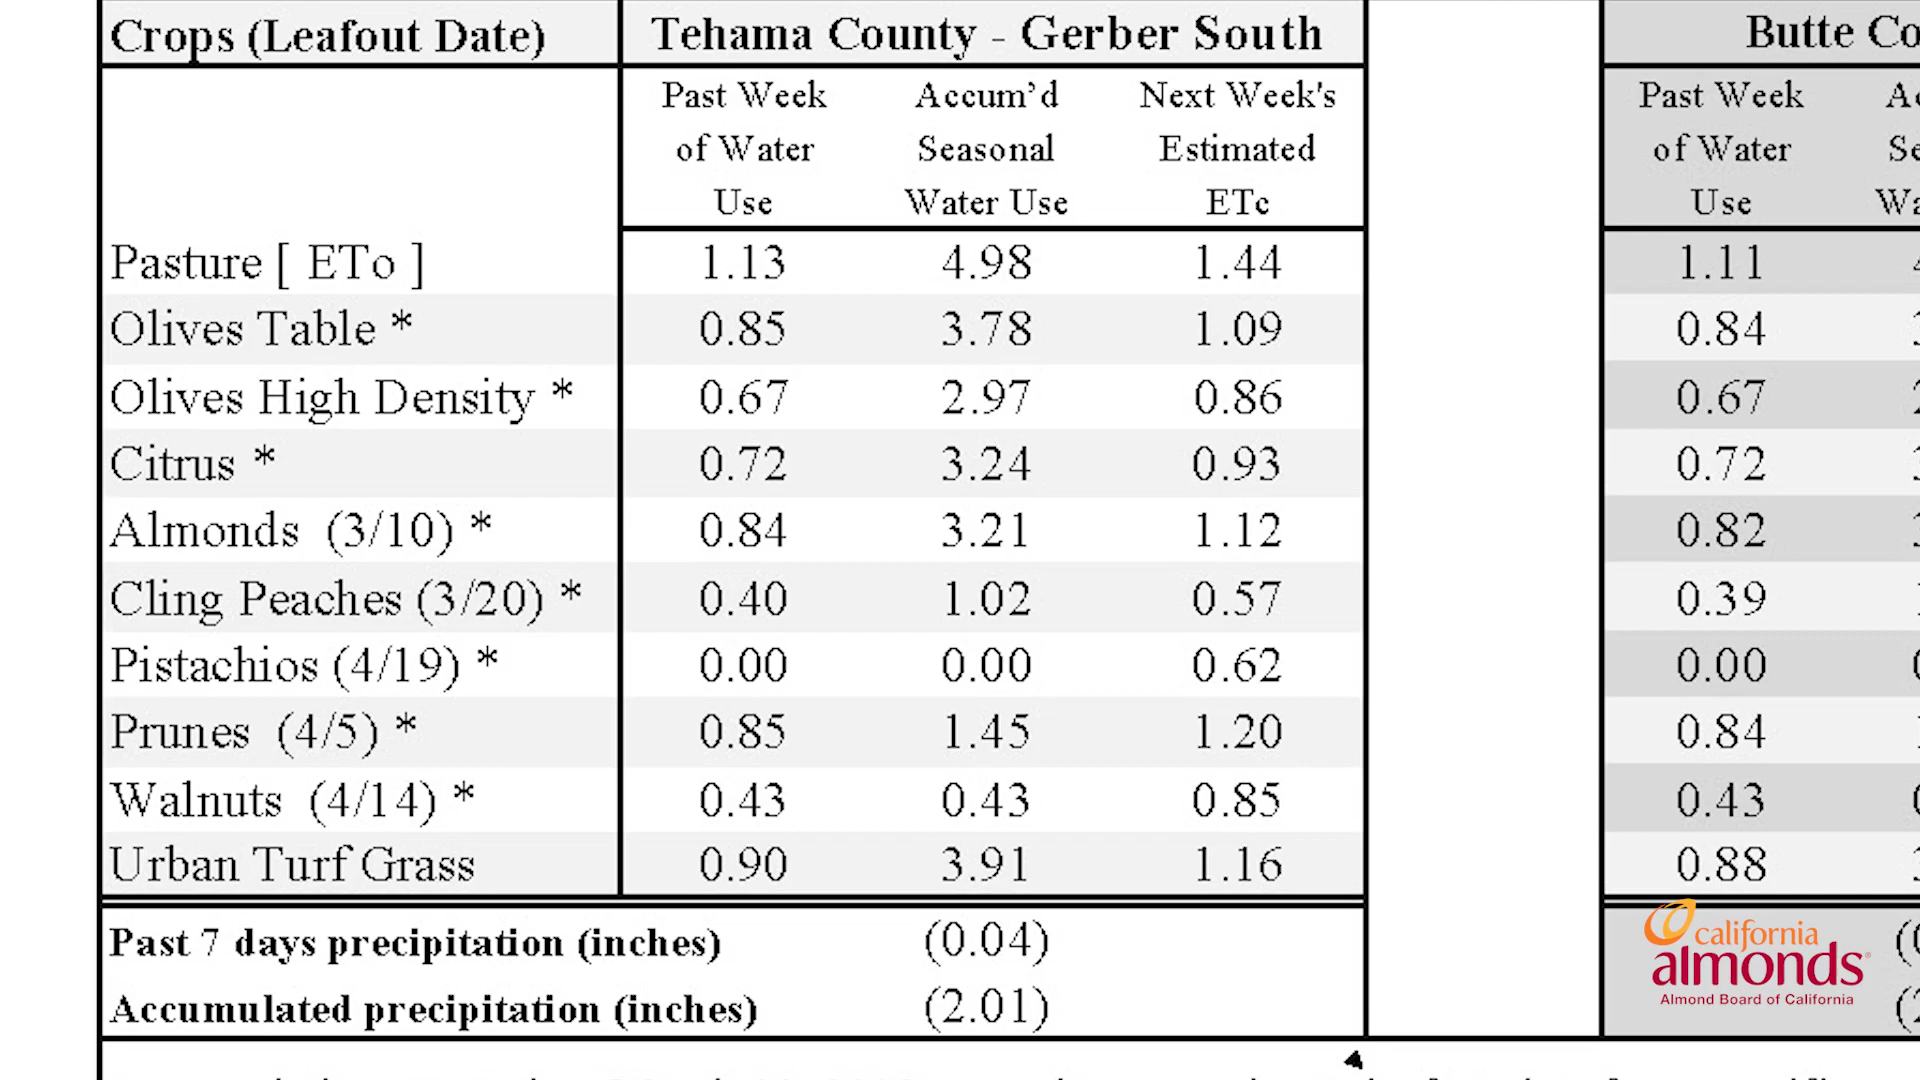 Crops (Leafout Date) Tehama County - Gerber South Butte Co
Past Week Accum’d Next Week's Past Week
of Water Seasonal Estimated of Water
Use Water Use ETc Use
Pasture [ ETo ] 1.13 4.98 1.44 1.11
Olives Table * 0.85 3.78 1.09 0.84
Olives High Density * 0.67 2.97 0.86 0.67
Citrus * 0.72 3.24 0.93 0.72
Almonds (3/10) * 0.84 3.21 1.12 0.82
Cling Peaches (3/20) * 0.40 1.02 0.57 0.39
Pistachios (4/19) * 0.00 0.00 0.62 0.00
Prunes (4/5) * 0.85 1.45 1.20 0.84
Walnuts (4/14) * 0.43 0.43 0.85 0.43
Urban Turf Grass 0.90 3.91 1.16 0.88
Past 7 days precipitation (inches) (0.04)
Accumulated precipitation (inches) (2.01)
california
almonds®
Almond Board of California